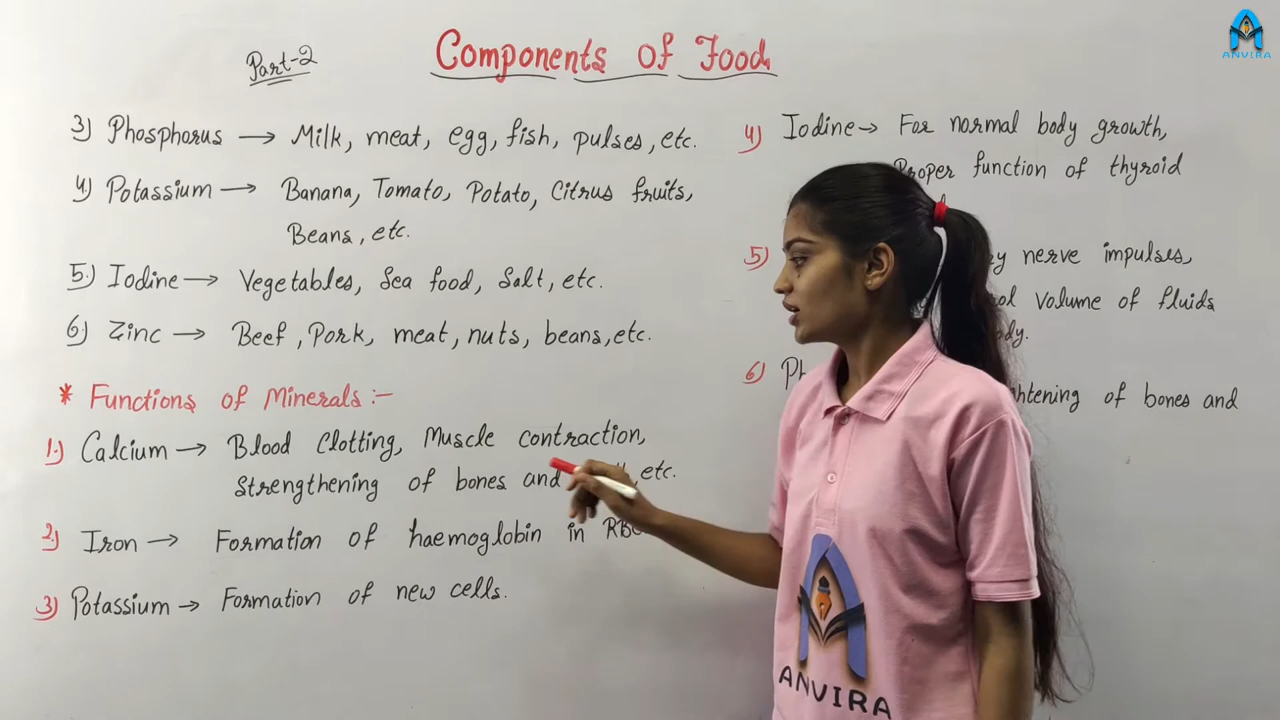 Part-2
Components of Food
3) Phosphorus → Milk, meat, egg, fish, pulses, etc.
4) Potassium → Banana, Tomato, Potato, Citrus fruits,
Beans, etc.
5.) Iodine → Vegetables, Sea food, Salt, etc.
6) Zinc → Beef, Pork, meat, nuts, beans, etc.
* Functions of Minerals :-
1.) Calcium → Blood Clotting, Muscle contraction,
Strengthening of bones and etc.
2.) Iron → Formation of haemoglobin in RBC
3) Potassium → Formation of new cells.
4) Iodine → For normal body growth,
Proper function of thyroid
5) nerve impulses,
volume of fluids
6)
of bones and
ANVIRA
ANVIRA